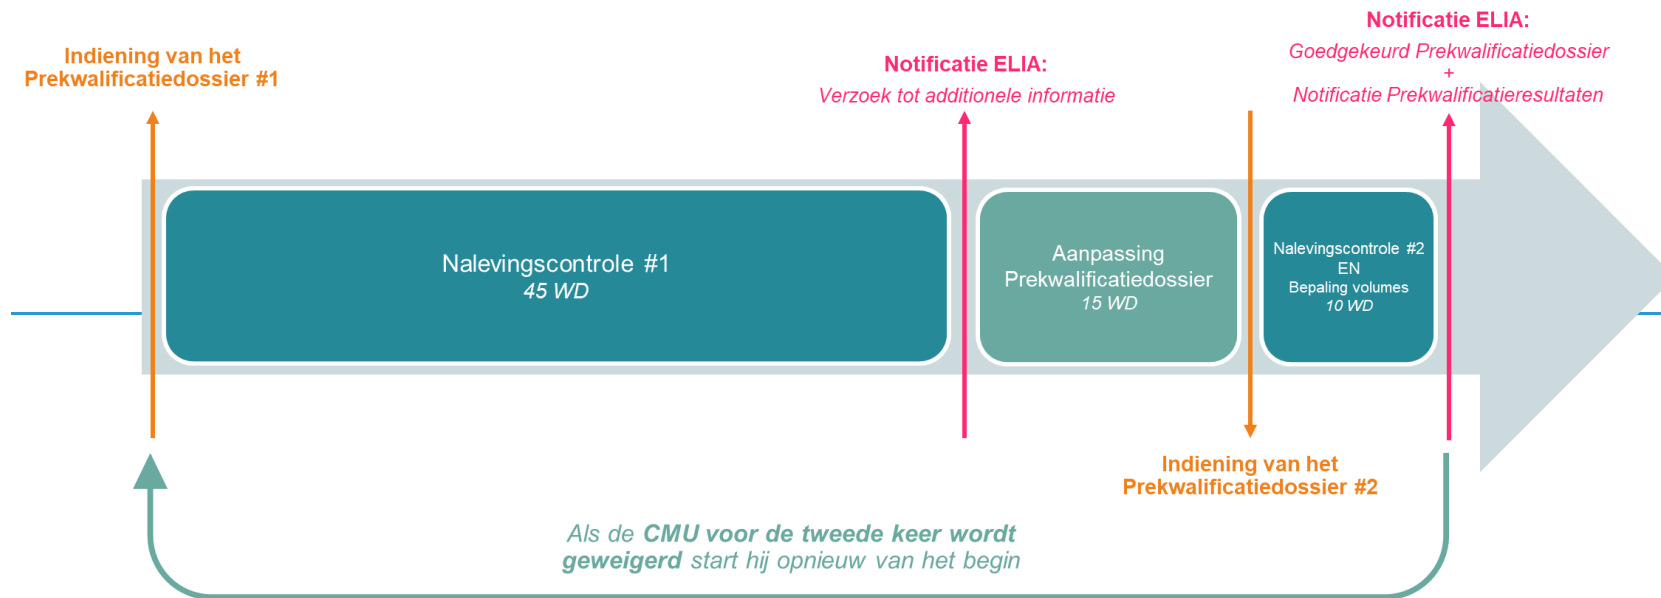 Indiening van het
Prekwalificatiedossier #1
Notificatie ELIA:
Verzoek tot additionele informatie
Notificatie ELIA:
Goedgekeurd Prekwalificatiedossier
+
Notificatie Prekwalificatieresultaten
Nalevingscontrole #1
45 WD
Aanpassing
Prekwalificatiedossier
15 WD
Nalevingscontrole #2
EN
Bepaling volumes
10 WD
Indiening van het
Prekwalificatiedossier #2
Als de CMU voor de tweede keer wordt
geweigerd start hij opnieuw van het begin